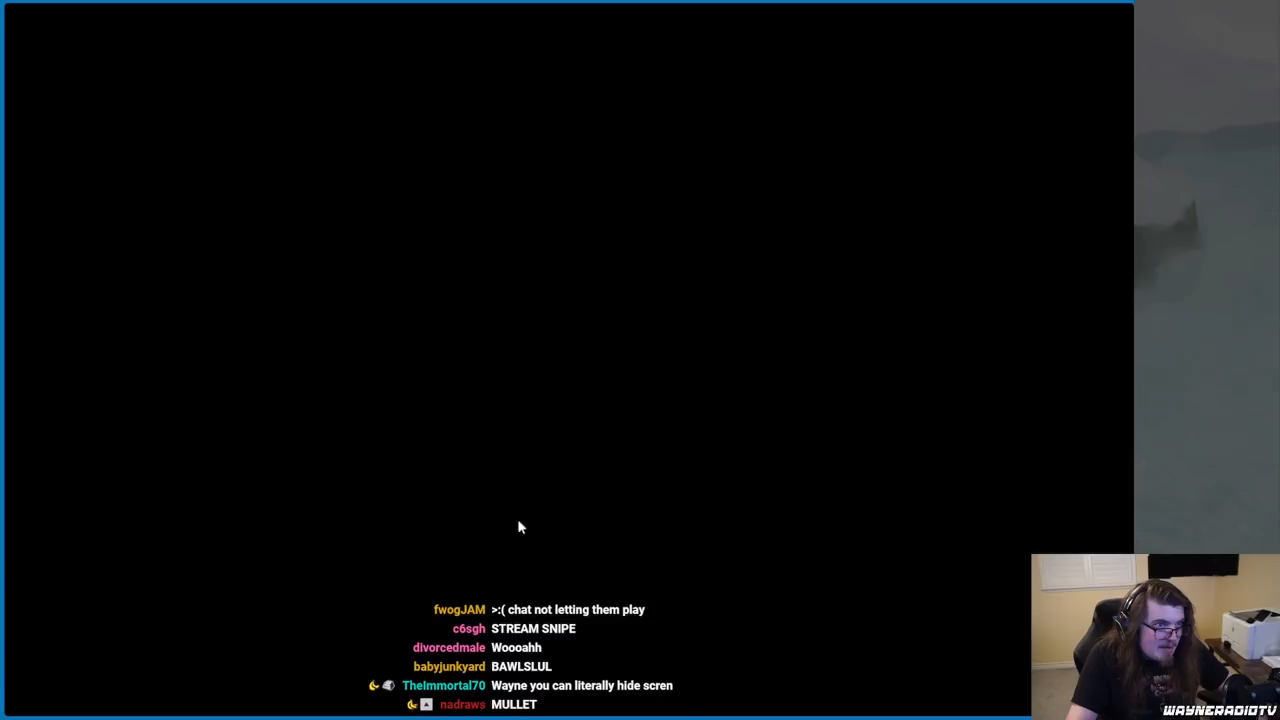 fwogJAM >:( chat not letting them play
c6sgh STREAM SNIPE
divorcedmale Woooahh
babyjunkyard BAWLSLUL
TheImmortal70 Wayne you can literally hide scren
nadraws MULLET
WAYNERADIOTV